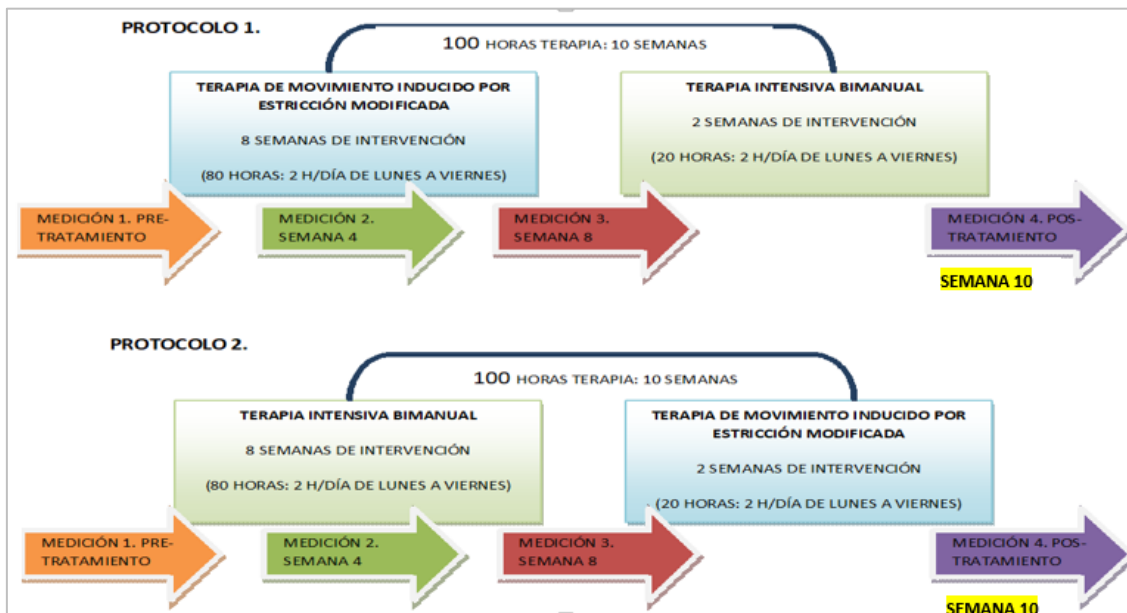 PROTOCOLO 1.
100 HORAS TERAPIA: 10 SEMANAS
TERAPIA DE MOVIMIENTO INDUCIDO POR
ESTRICCIÓN MODIFICADA
8 SEMANAS DE INTERVENCIÓN
(80 HORAS: 2 H/DÍA DE LUNES A VIERNES)
TERAPIA INTENSIVA BIMANUAL
2 SEMANAS DE INTERVENCIÓN
(20 HORAS: 2 H/DÍA DE LUNES A VIERNES)
MEDICIÓN 1. PRE-
TRATAMIENTO
MEDICIÓN 2.
SEMANA 4
MEDICIÓN 3.
SEMANA 8
MEDICIÓN 4. POS-
TRATAMIENTO
SEMANA 10
PROTOCOLO 2.
100 HORAS TERAPIA: 10 SEMANAS
TERAPIA INTENSIVA BIMANUAL
8 SEMANAS DE INTERVENCIÓN
(80 HORAS: 2 H/DÍA DE LUNES A VIERNES)
TERAPIA DE MOVIMIENTO INDUCIDO POR
ESTRICCIÓN MODIFICADA
2 SEMANAS DE INTERVENCIÓN
(20 HORAS: 2 H/DÍA DE LUNES A VIERNES)
MEDICIÓN 1. PRE-
TRATAMIENTO
MEDICIÓN 2.
SEMANA 4
MEDICIÓN 3.
SEMANA 8
MEDICIÓN 4. POS-
TRATAMIENTO
SEMANA 10